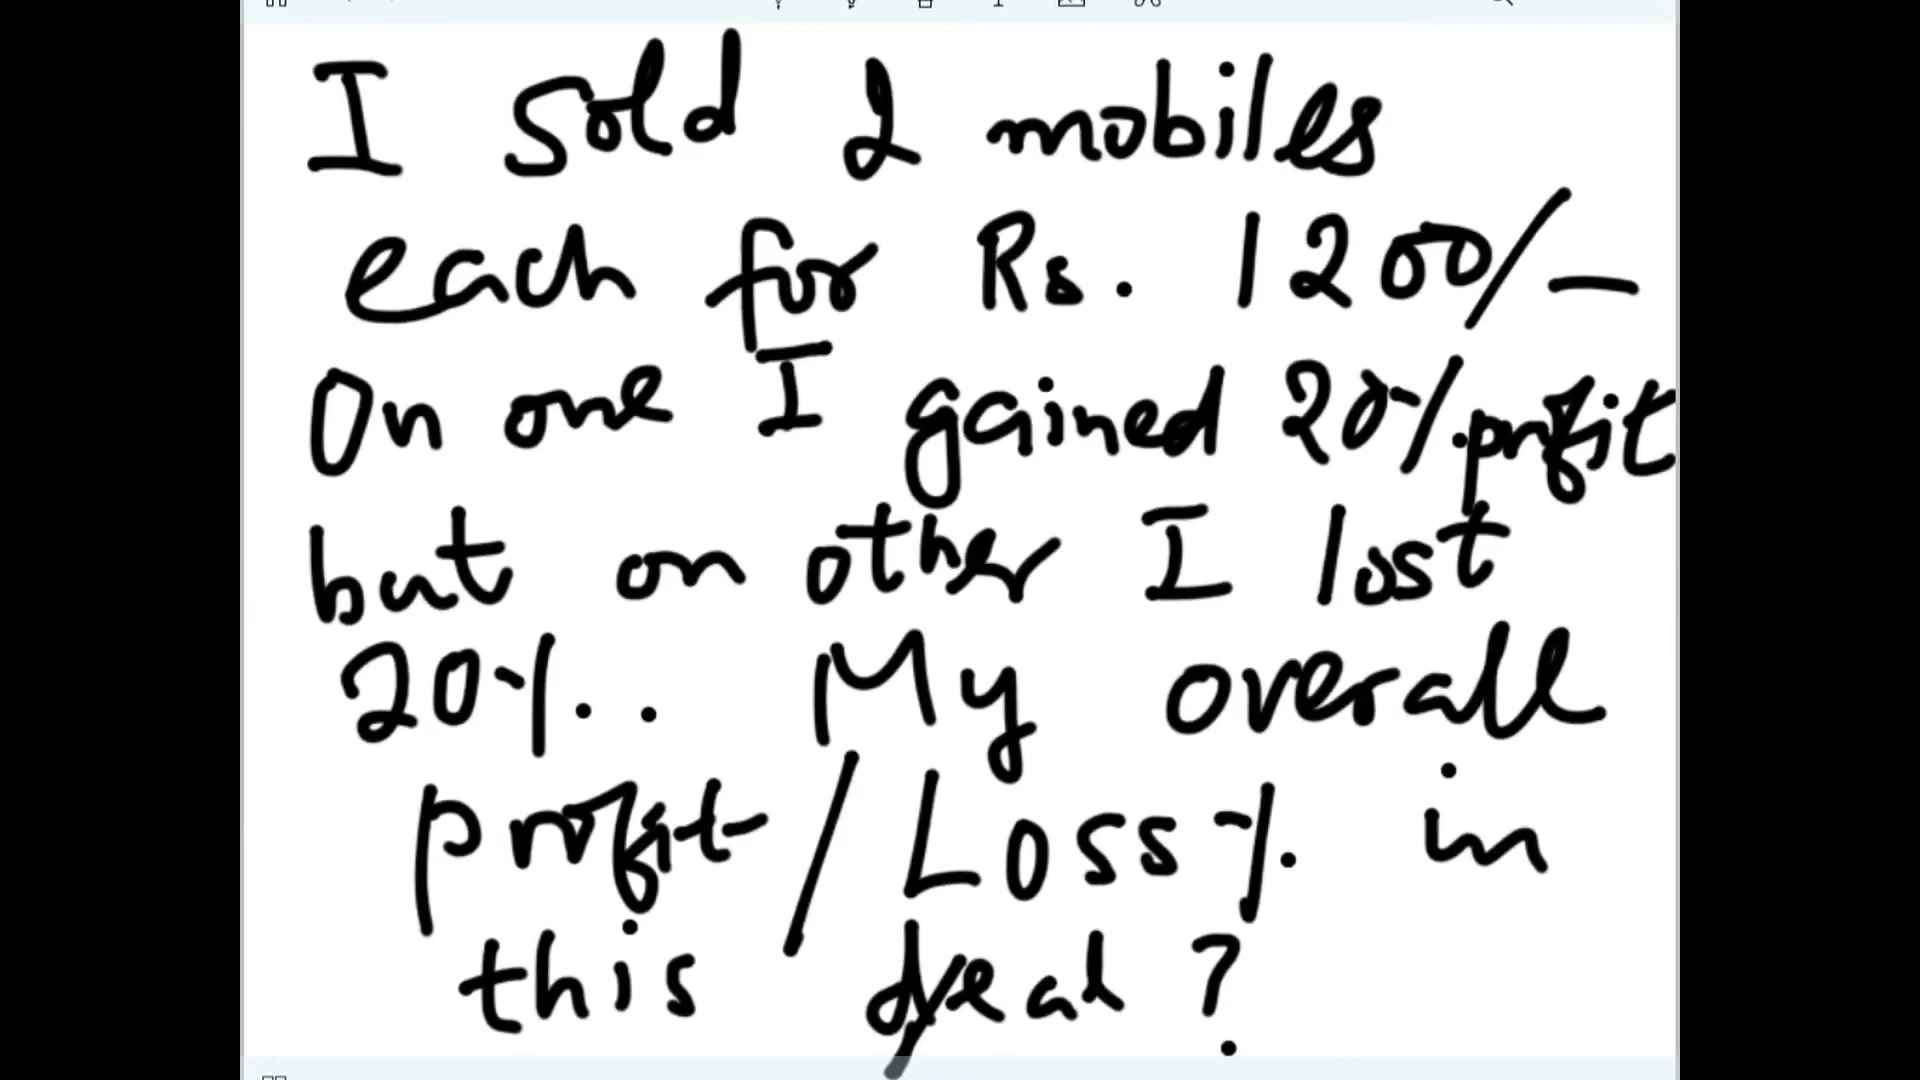 I sold 2 mobiles
each for Rs. 1200/-
On one I gained 20% profit
but on other I lost
20%. My overall
profit/Loss % in
this deal?